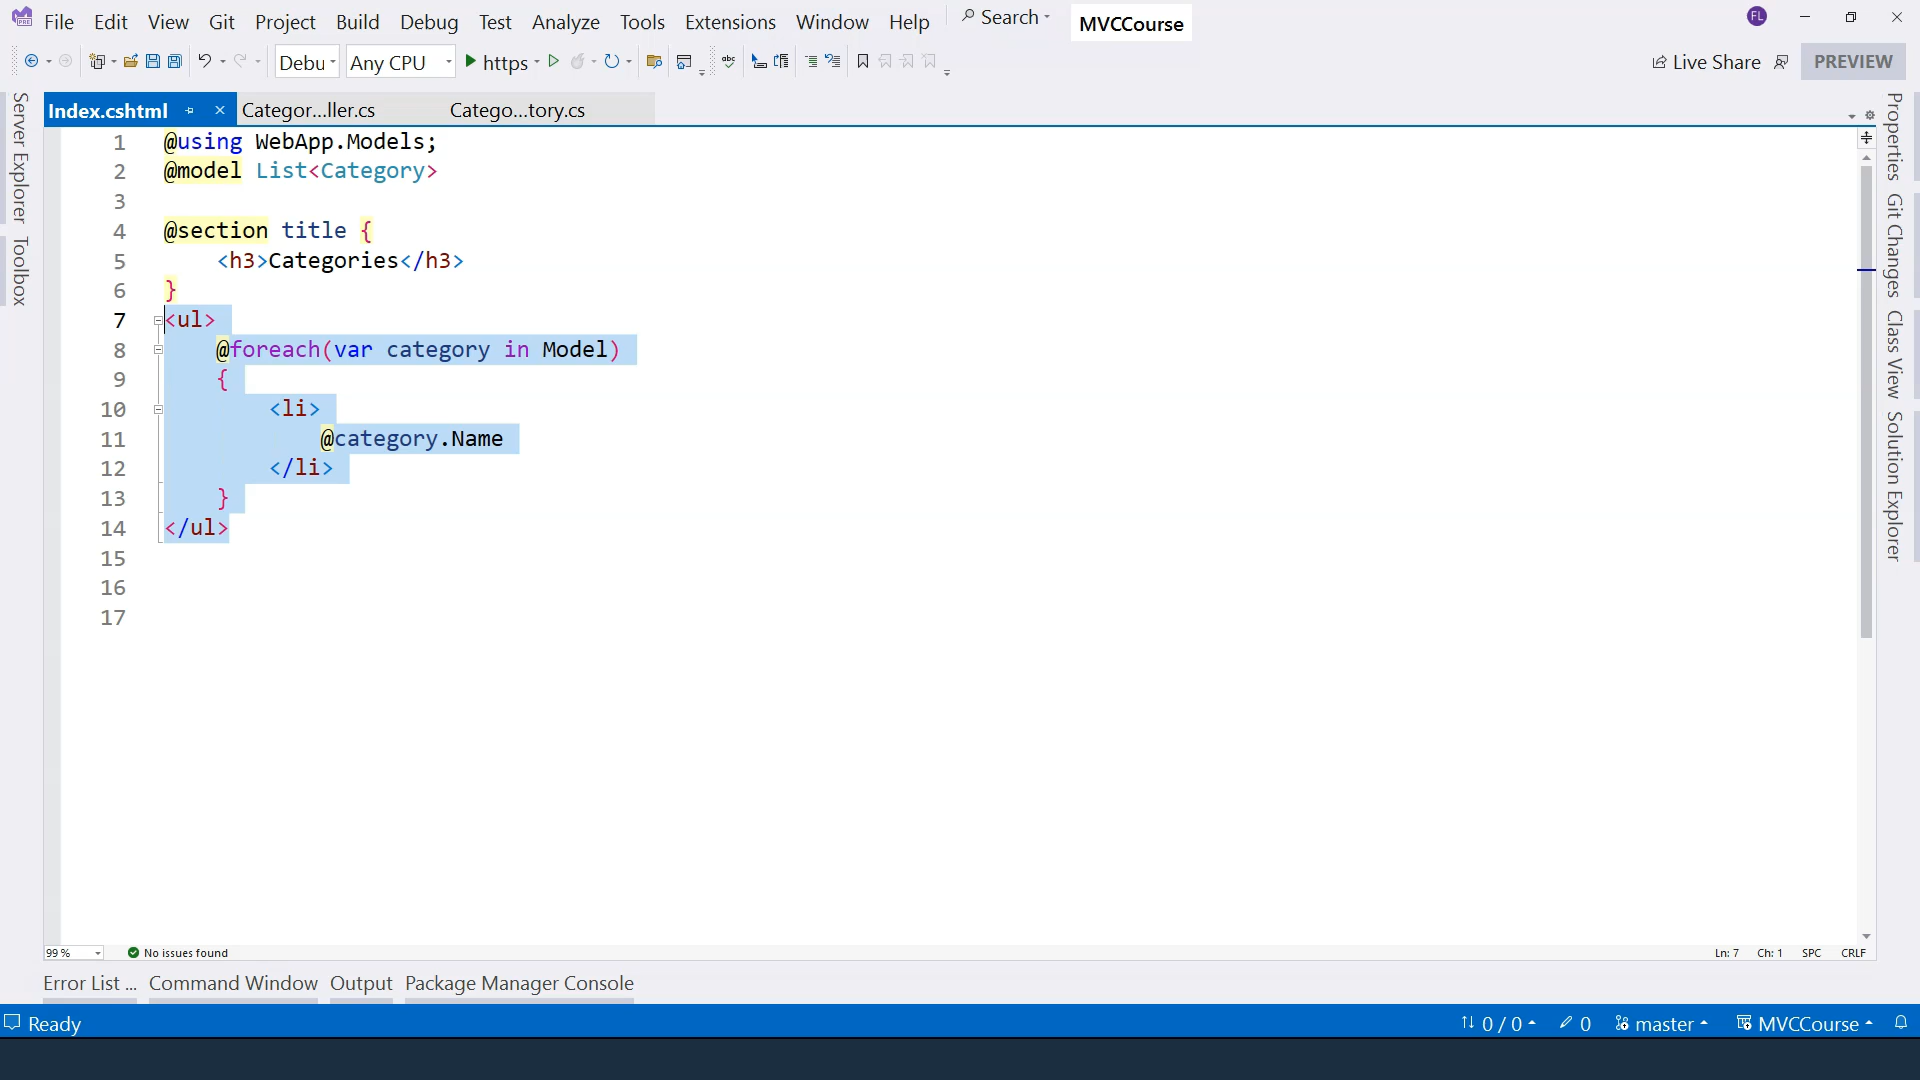 File Edit View Git Project Build Debug Test Analyze Tools Extensions Window Help Search MVCCourse FL
Debu Any CPU https abc Live Share PREVIEW
Index.cshtml Categor...ller.cs Catego...tory.cs
Server Explorer
Toolbox
1 @using WebApp.Models;
2 @model List<Category>
3
4 @section title {
5 <h3>Categories</h3>
6 }
7 <ul>
8 @foreach(var category in Model)
9 {
10 <li>
11 @category.Name
12 </li>
13 }
14 </ul>
15
16
17
Properties
Git Changes
Class View
Solution Explorer
99 % No issues found Ln: 7 Ch: 1 SPC CRLF
Error List ... Command Window Output Package Manager Console
Ready 0 / 0 0 master MVCCourse